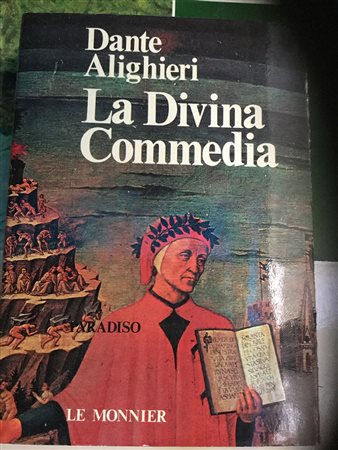 Dante
Alighieri
La Divina
Commedia
PARADISO
LE MONNIER